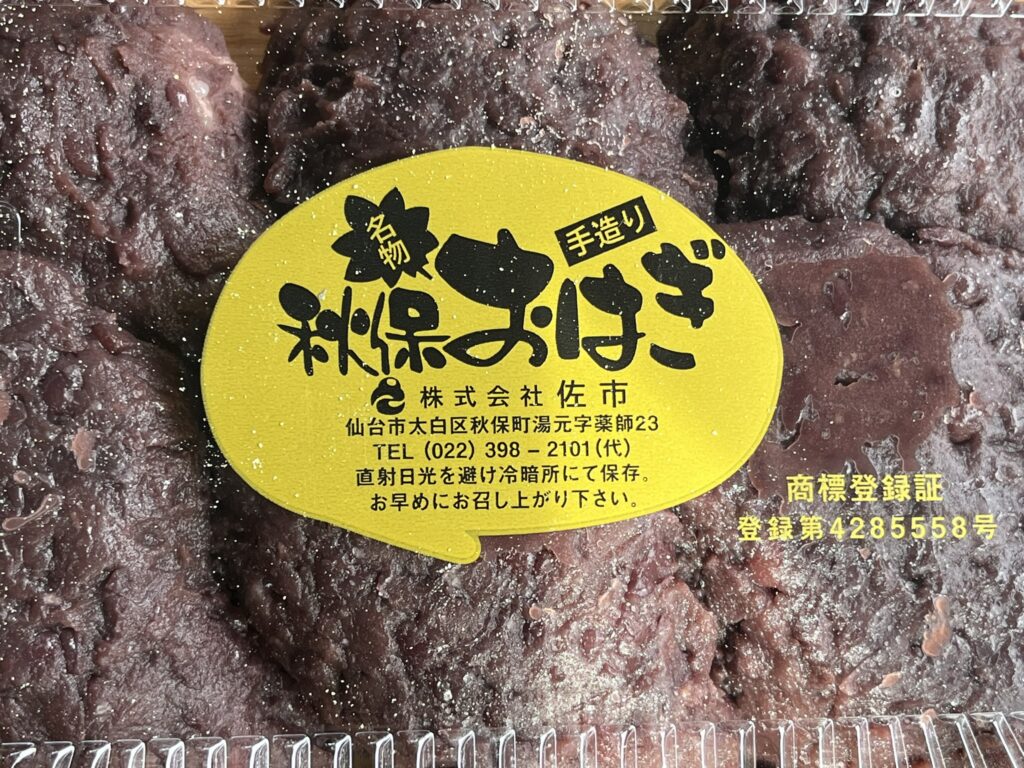 名物
手造り
秋保おはぎ
株式会社佐市
仙台市太白区秋保町湯元字薬師23
TEL (022) 398－2101(代)
直射日光を避け冷暗所にて保存。
お早めにお召し上がり下さい。
商標登録証
登録第4285558号